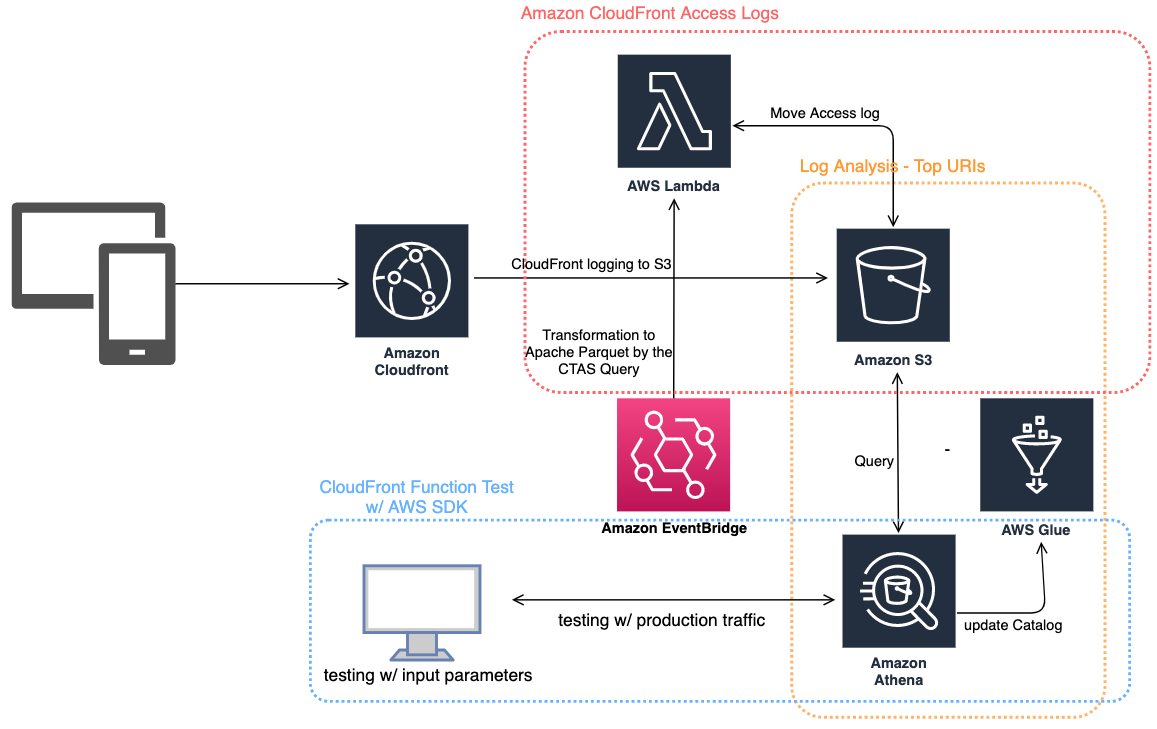 Amazon CloudFront Access Logs
Move Access log
Log Analysis - Top URIs
AWS Lambda
CloudFront logging to S3
Transformation to
Apache Parquet by the
CTAS Query
Amazon
Cloudfront
Amazon S3
Query
-
CloudFront Function Test
w/ AWS SDK
Amazon EventBridge
AWS Glue
testing w/ production traffic
update Catalog
testing w/ input parameters
Amazon
Athena